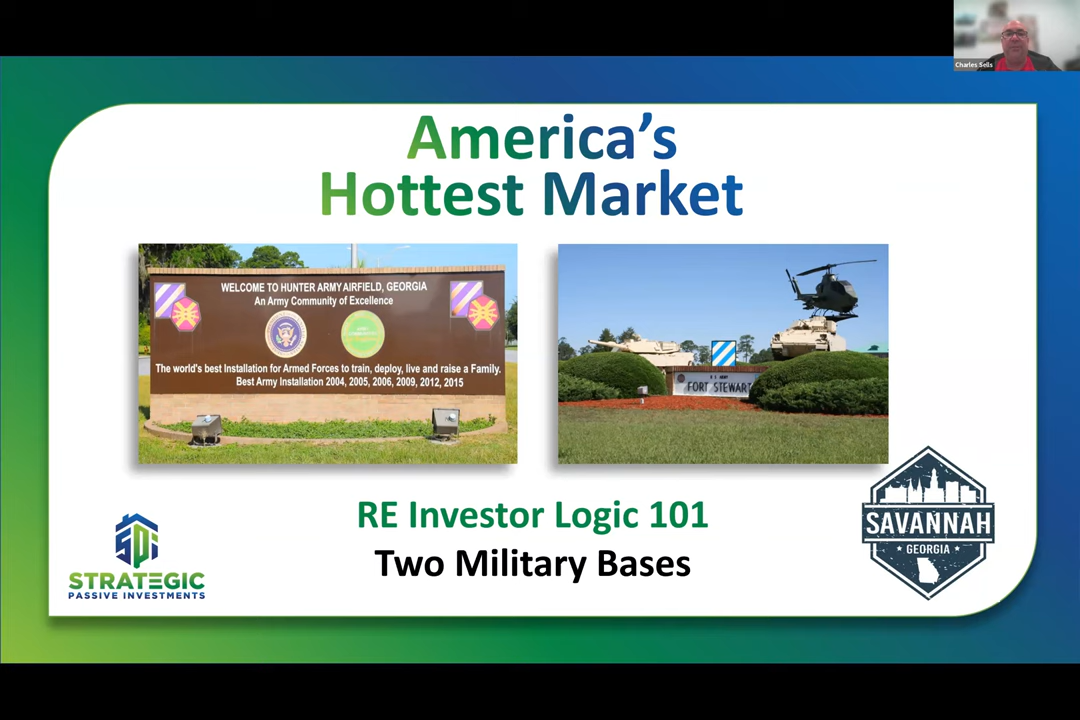 Charles Sells
America's
Hottest Market
WELCOME TO HUNTER ARMY AIRFIELD, GEORGIA
An Army Community of Excellence
The world's best Installation for Armed Forces to train, deploy, live and raise a Family.
Best Army Installation 2004, 2005, 2006, 2009, 2012, 2015
U.S. ARMY
FORT STEWART
RE Investor Logic 101
Two Military Bases
SPI
STRATEGIC
PASSIVE INVESTMENTS
SAVANNAH
GEORGIA